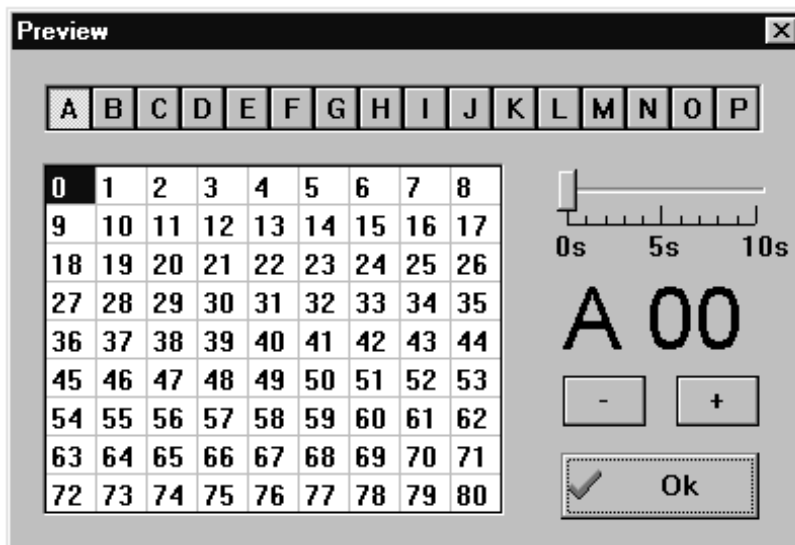 Preview
A B C D E F G H I J K L M N O P
0 1 2 3 4 5 6 7 8
9 10 11 12 13 14 15 16 17
18 19 20 21 22 23 24 25 26
27 28 29 30 31 32 33 34 35
36 37 38 39 40 41 42 43 44
45 46 47 48 49 50 51 52 53
54 55 56 57 58 59 60 61 62
63 64 65 66 67 68 69 70 71
72 73 74 75 76 77 78 79 80
0s 5s 10s
A 00
- +
Ok